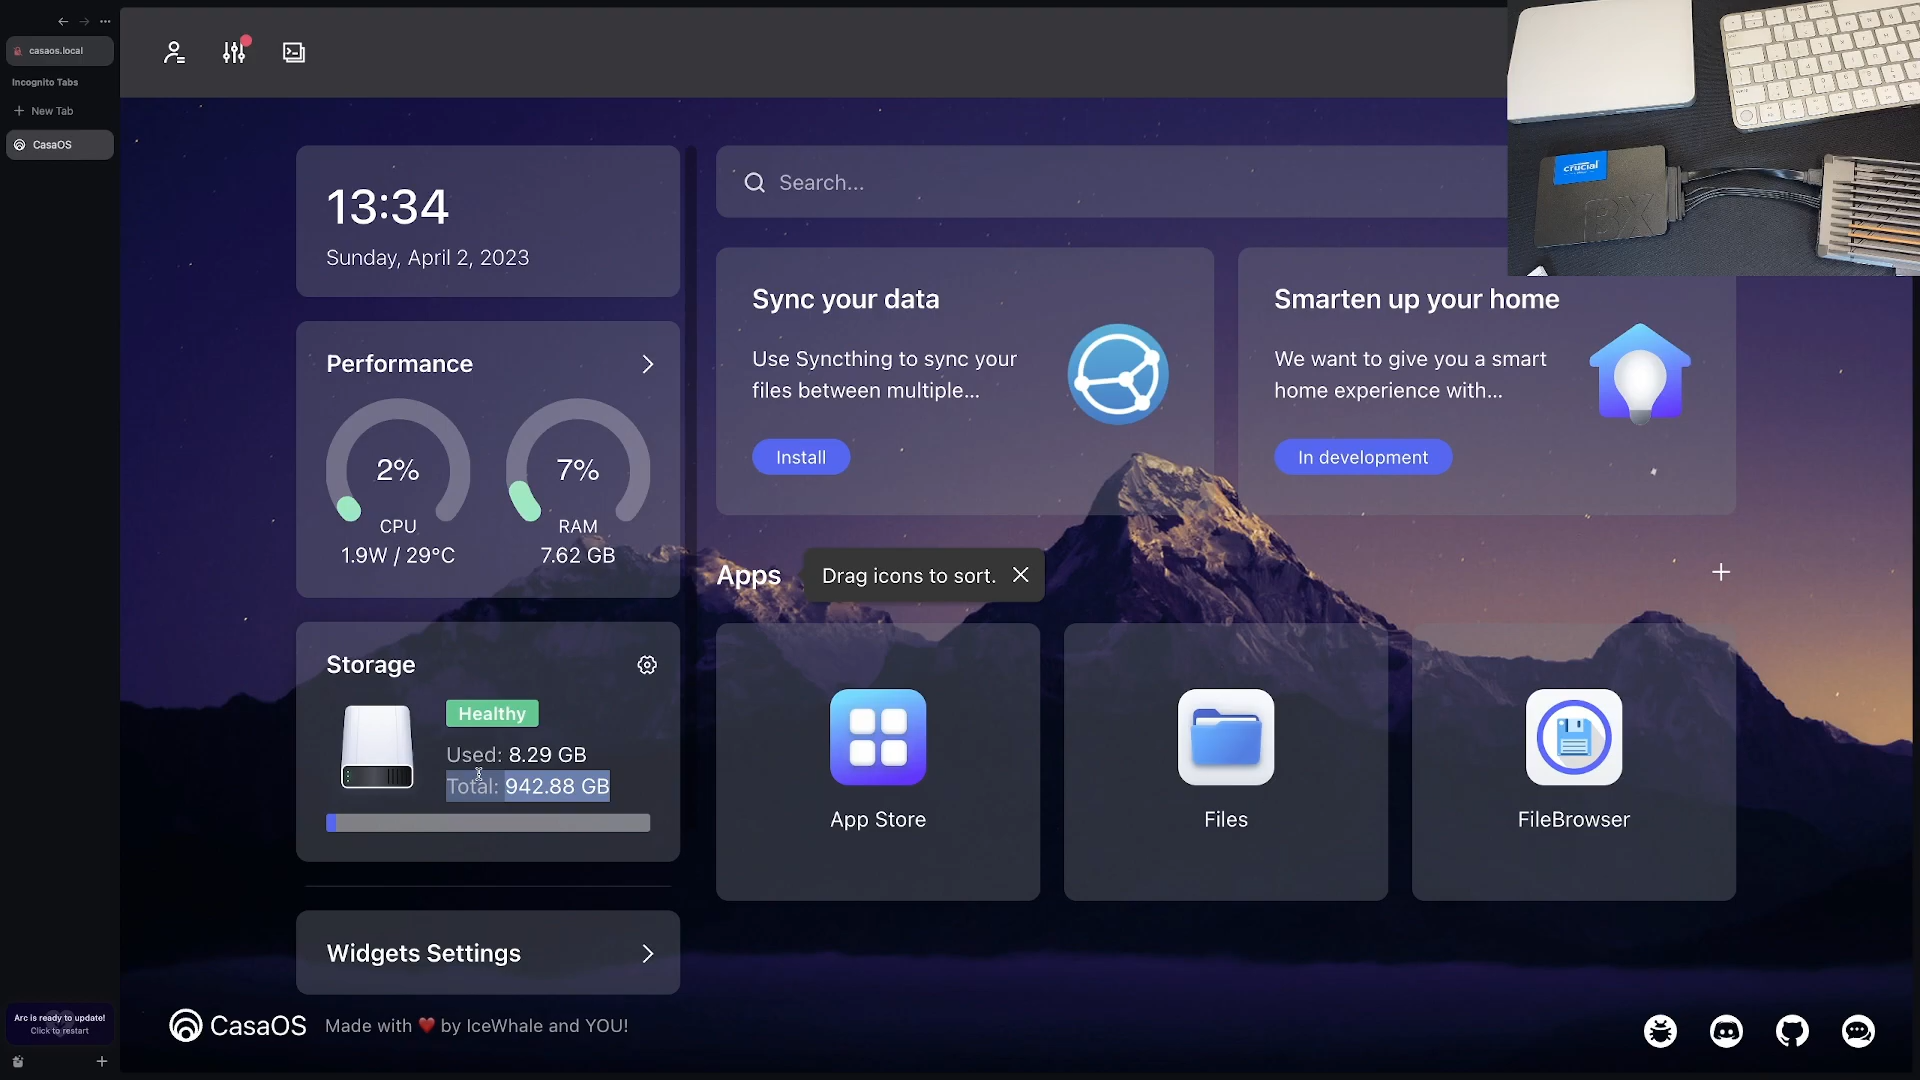 casaos.local
Incognito Tabs
New Tab
CasaOS
13:34
Sunday, April 2, 2023
Performance
2%
CPU
1.9W / 29°C
7%
RAM
7.62 GB
Storage
Healthy
Used: 8.29 GB
Total: 942.88 GB
Widgets Settings
Search...
Sync your data
Use Syncthing to sync your
files between multiple...
Install
Smarten up your home
We want to give you a smart
home experience with...
In development
Apps
Drag icons to sort.
App Store
Files
FileBrowser
crucial
BX
Arc is ready to update!
Click to restart
CasaOS
Made with ❤️ by IceWhale and YOU!